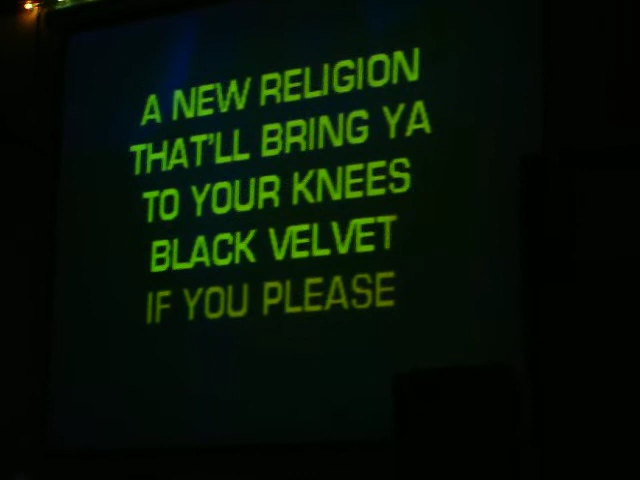 A NEW RELIGION
THAT'LL BRING YA
TO YOUR KNEES
BLACK VELVET
IF YOU PLEASE